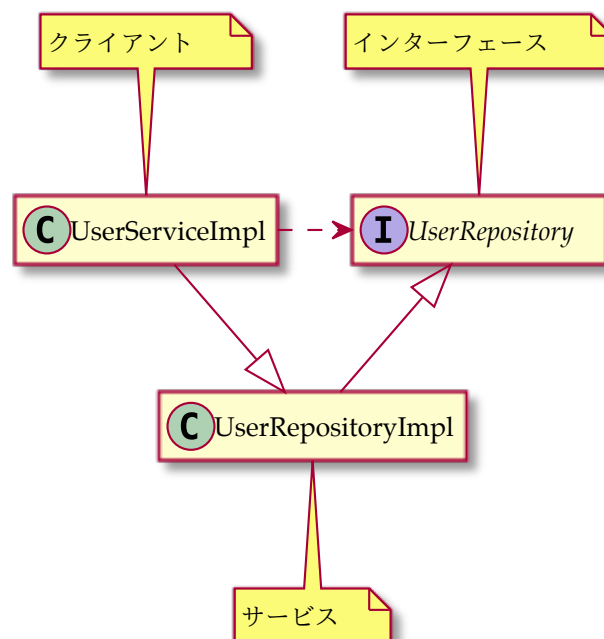 クライアント
インターフェース
C UserServiceImpl
I UserRepository
C UserRepositoryImpl
サービス